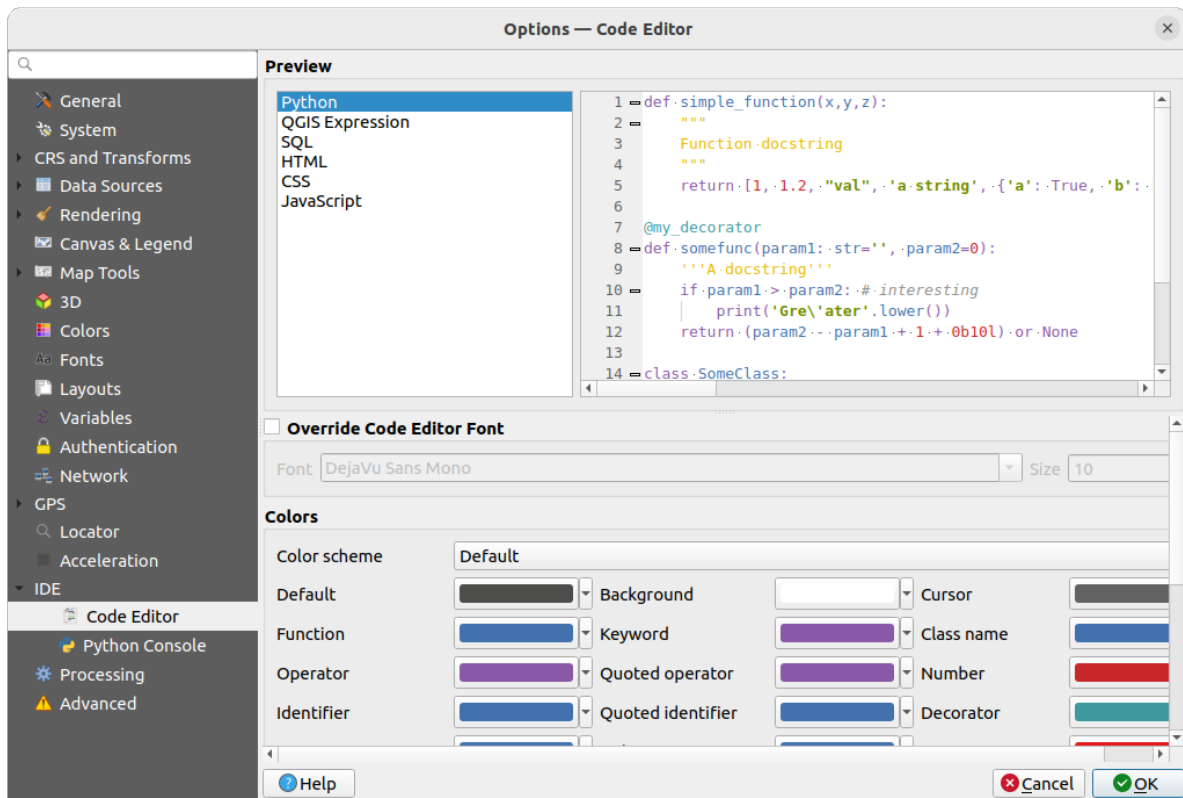 Options — Code Editor
Preview
General
System
CRS and Transforms
Data Sources
Rendering
Canvas & Legend
Map Tools
3D
Colors
Fonts
Layouts
Variables
Authentication
Network
GPS
Locator
Acceleration
IDE
Code Editor
Python Console
Processing
Advanced
Python
QGIS Expression
SQL
HTML
CSS
JavaScript
1 def·simple_function(x,y,z):
2 """
3 Function·docstring
4 """
5 return·[1,·1.2,·"val",·'a·string',·{'a':·True,·'b':·
6
7 @my_decorator
8 def·somefunc(param1:·str='',·param2=0):
9 '''A·docstring'''
10 if·param1·>·param2:·#·interesting
11 print('Gre\'ater'.lower())
12 return·(param2·-·param1·+·1·+·0b10l)·or·None
13
14 class·SomeClass:
Override Code Editor Font
Font DejaVu Sans Mono Size 10
Colors
Color scheme Default
Default Background Cursor
Function Keyword Class name
Operator Quoted operator Number
Identifier Quoted identifier Decorator
Help Cancel OK